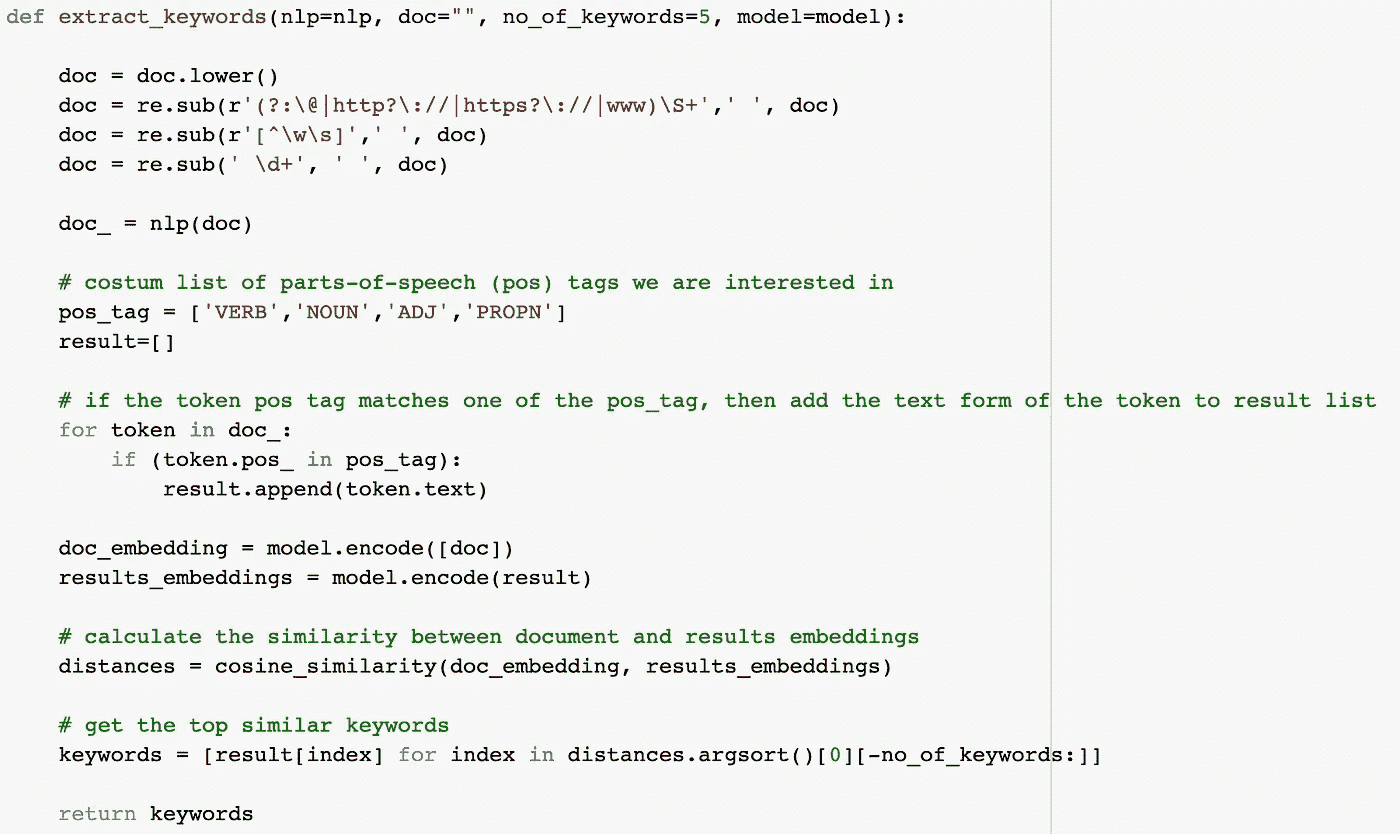 def extract_keywords(nlp=nlp, doc="", no_of_keywords=5, model=model):
    doc = doc.lower()
    doc = re.sub(r'(?:\@|http?\://|https?\://|www)\S+',' ', doc)
    doc = re.sub(r'[^\w\s]',' ', doc)
    doc = re.sub(' \d+', ' ', doc)
    doc_ = nlp(doc)
    # costum list of parts-of-speech (pos) tags we are interested in
    pos_tag = ['VERB','NOUN','ADJ','PROPN']
    result=[]
    # if the token pos tag matches one of the pos_tag, then add the text form of the token to result list
    for token in doc_:
        if (token.pos_ in pos_tag):
            result.append(token.text)
    doc_embedding = model.encode([doc])
    results_embeddings = model.encode(result)
    # calculate the similarity between document and results embeddings
    distances = cosine_similarity(doc_embedding, results_embeddings)
    # get the top similar keywords
    keywords = [result[index] for index in distances.argsort()[0][-no_of_keywords:]]
    return keywords